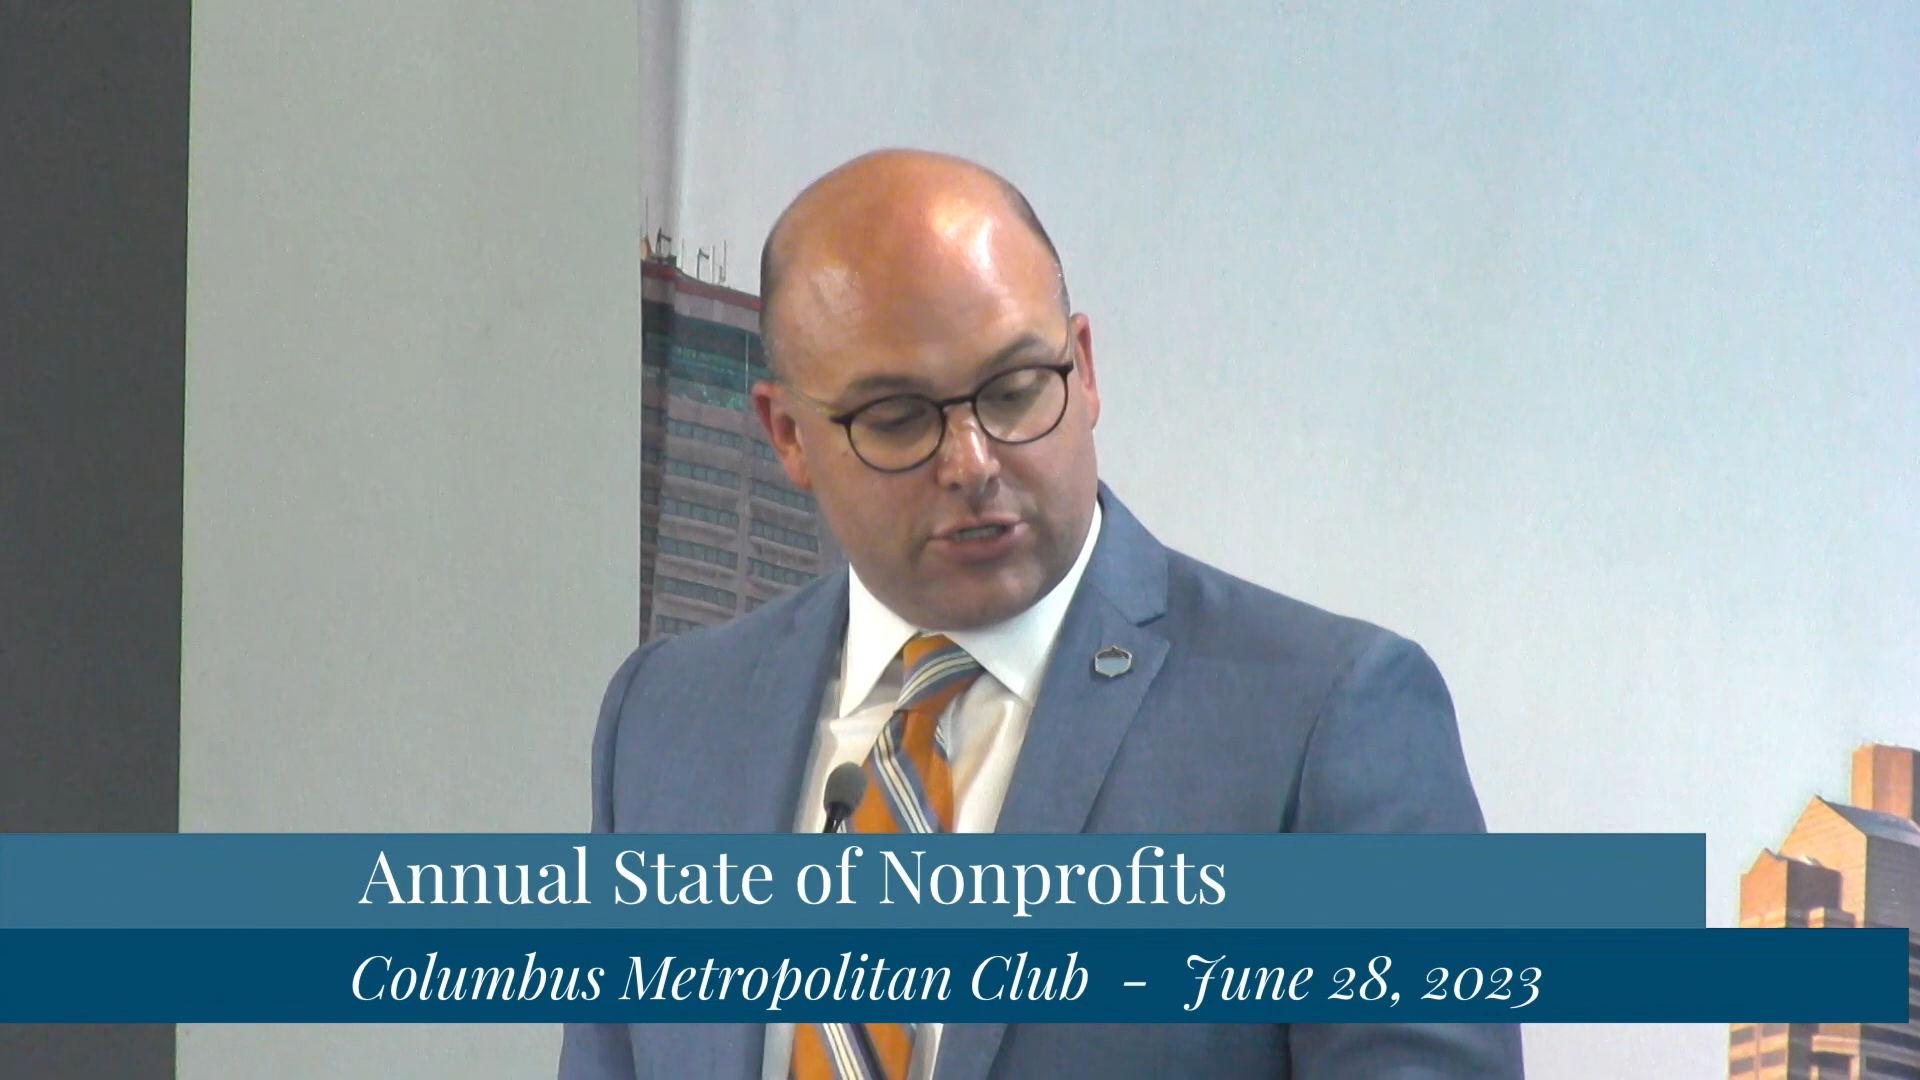 Annual State of Nonprofits
Columbus Metropolitan Club - June 28, 2023